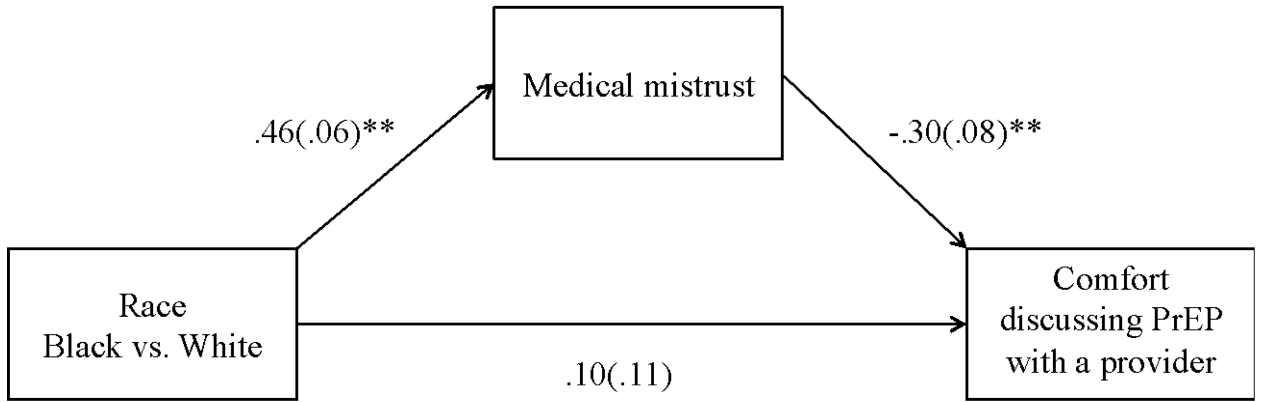 Medical mistrust
.46(.06)**
-.30(.08)**
Race
Black vs. White
Comfort
discussing PrEP
with a provider
.10(.11)